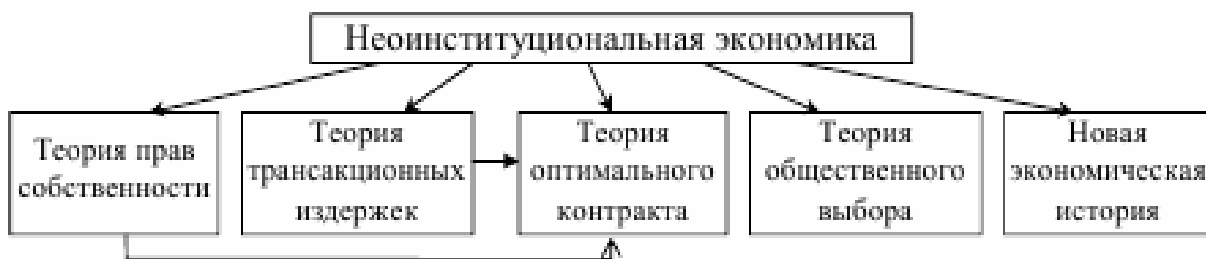 Неоинституциональная экономика
Теория прав
собственности
Теория
трансакционных
издержек
Теория
оптимального
контракта
Теория
общественного
выбора
Новая
экономическая
история